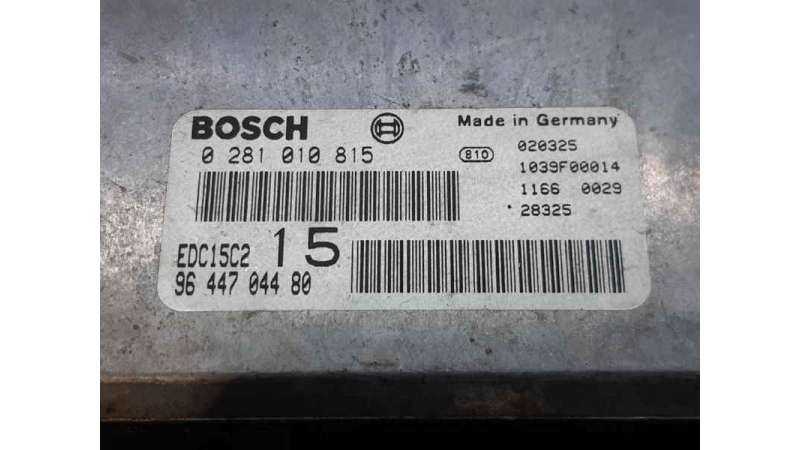 BOSCH
Made in Germany
0 281 010 815
810
020325
1039F00014
1166 0029
28325
EDC15C2 15
96 447 044 80